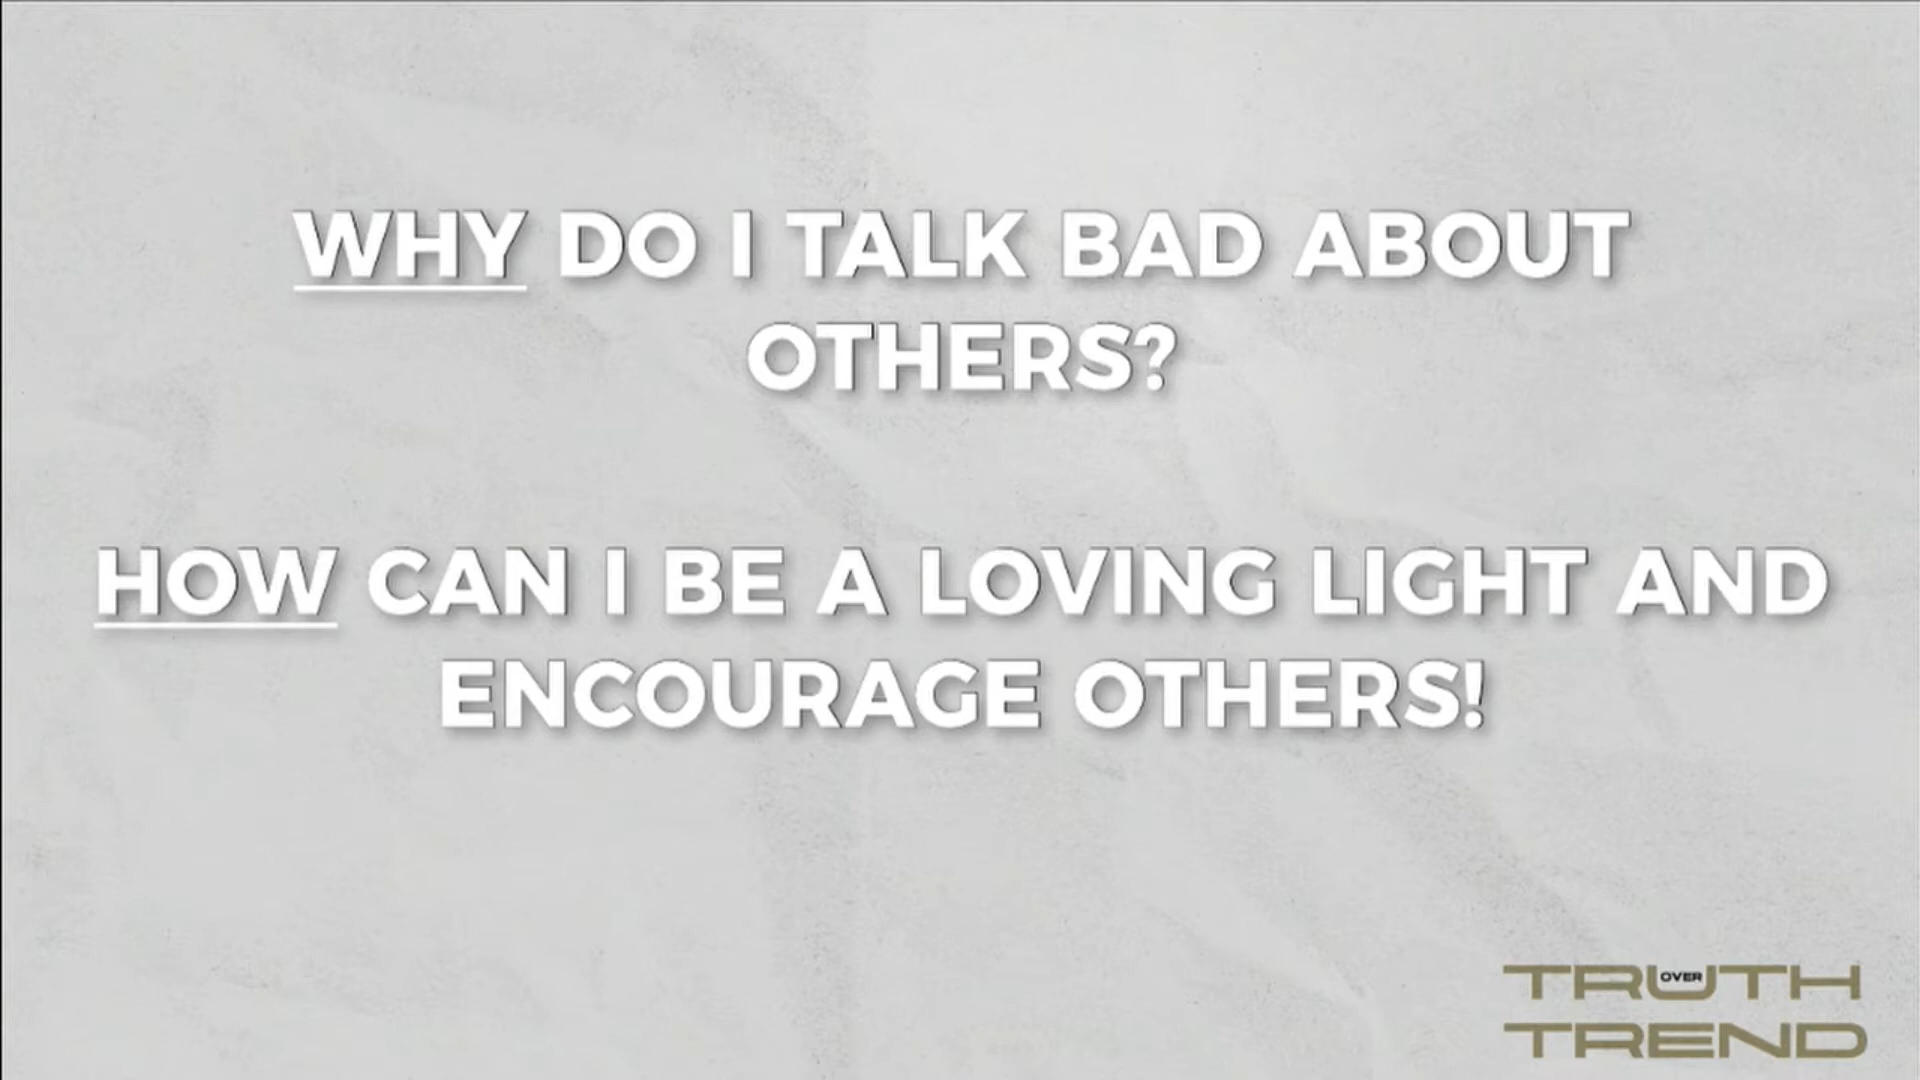 WHY DO I TALK BAD ABOUT
OTHERS?
HOW CAN I BE A LOVING LIGHT AND
ENCOURAGE OTHERS!
TRUTH
OVER
TREND